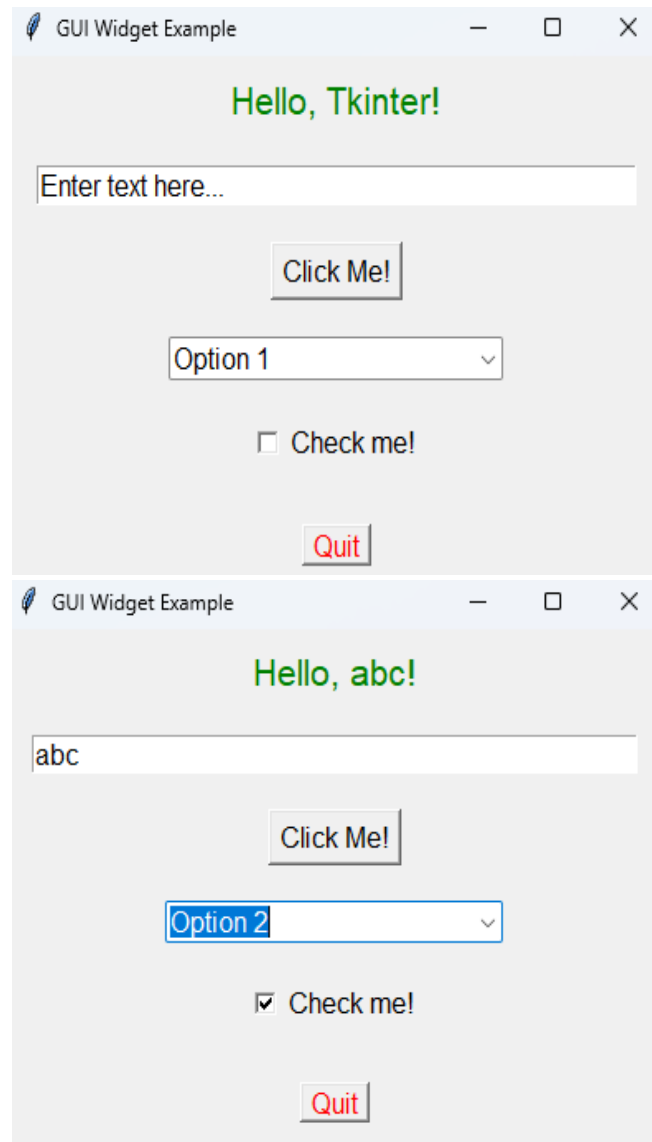 GUI Widget Example
Hello, Tkinter!
Enter text here...
Click Me!
Option 1
Check me!
Quit
GUI Widget Example
Hello, abc!
abc
Click Me!
Option 2
Check me!
Quit